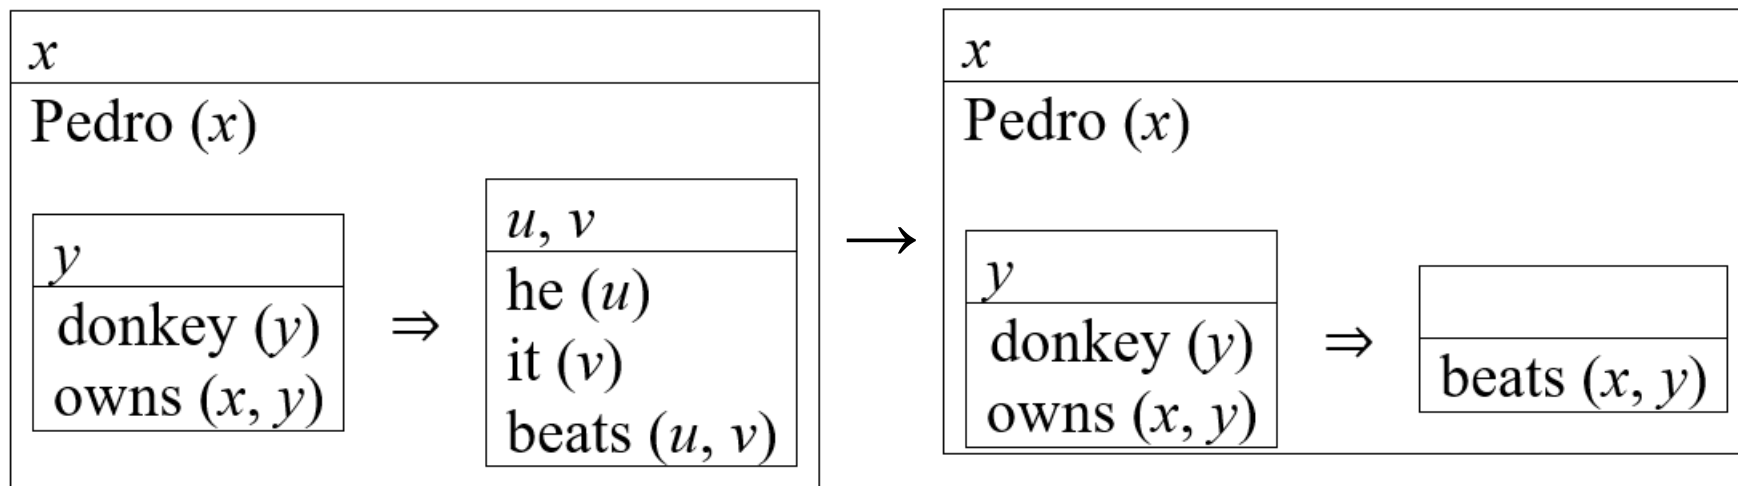 x
Pedro (x)
y
donkey (y)
owns (x, y)
⇒
u, v
he (u)
it (v)
beats (u, v)
→
x
Pedro (x)
y
donkey (y)
owns (x, y)
⇒
beats (x, y)